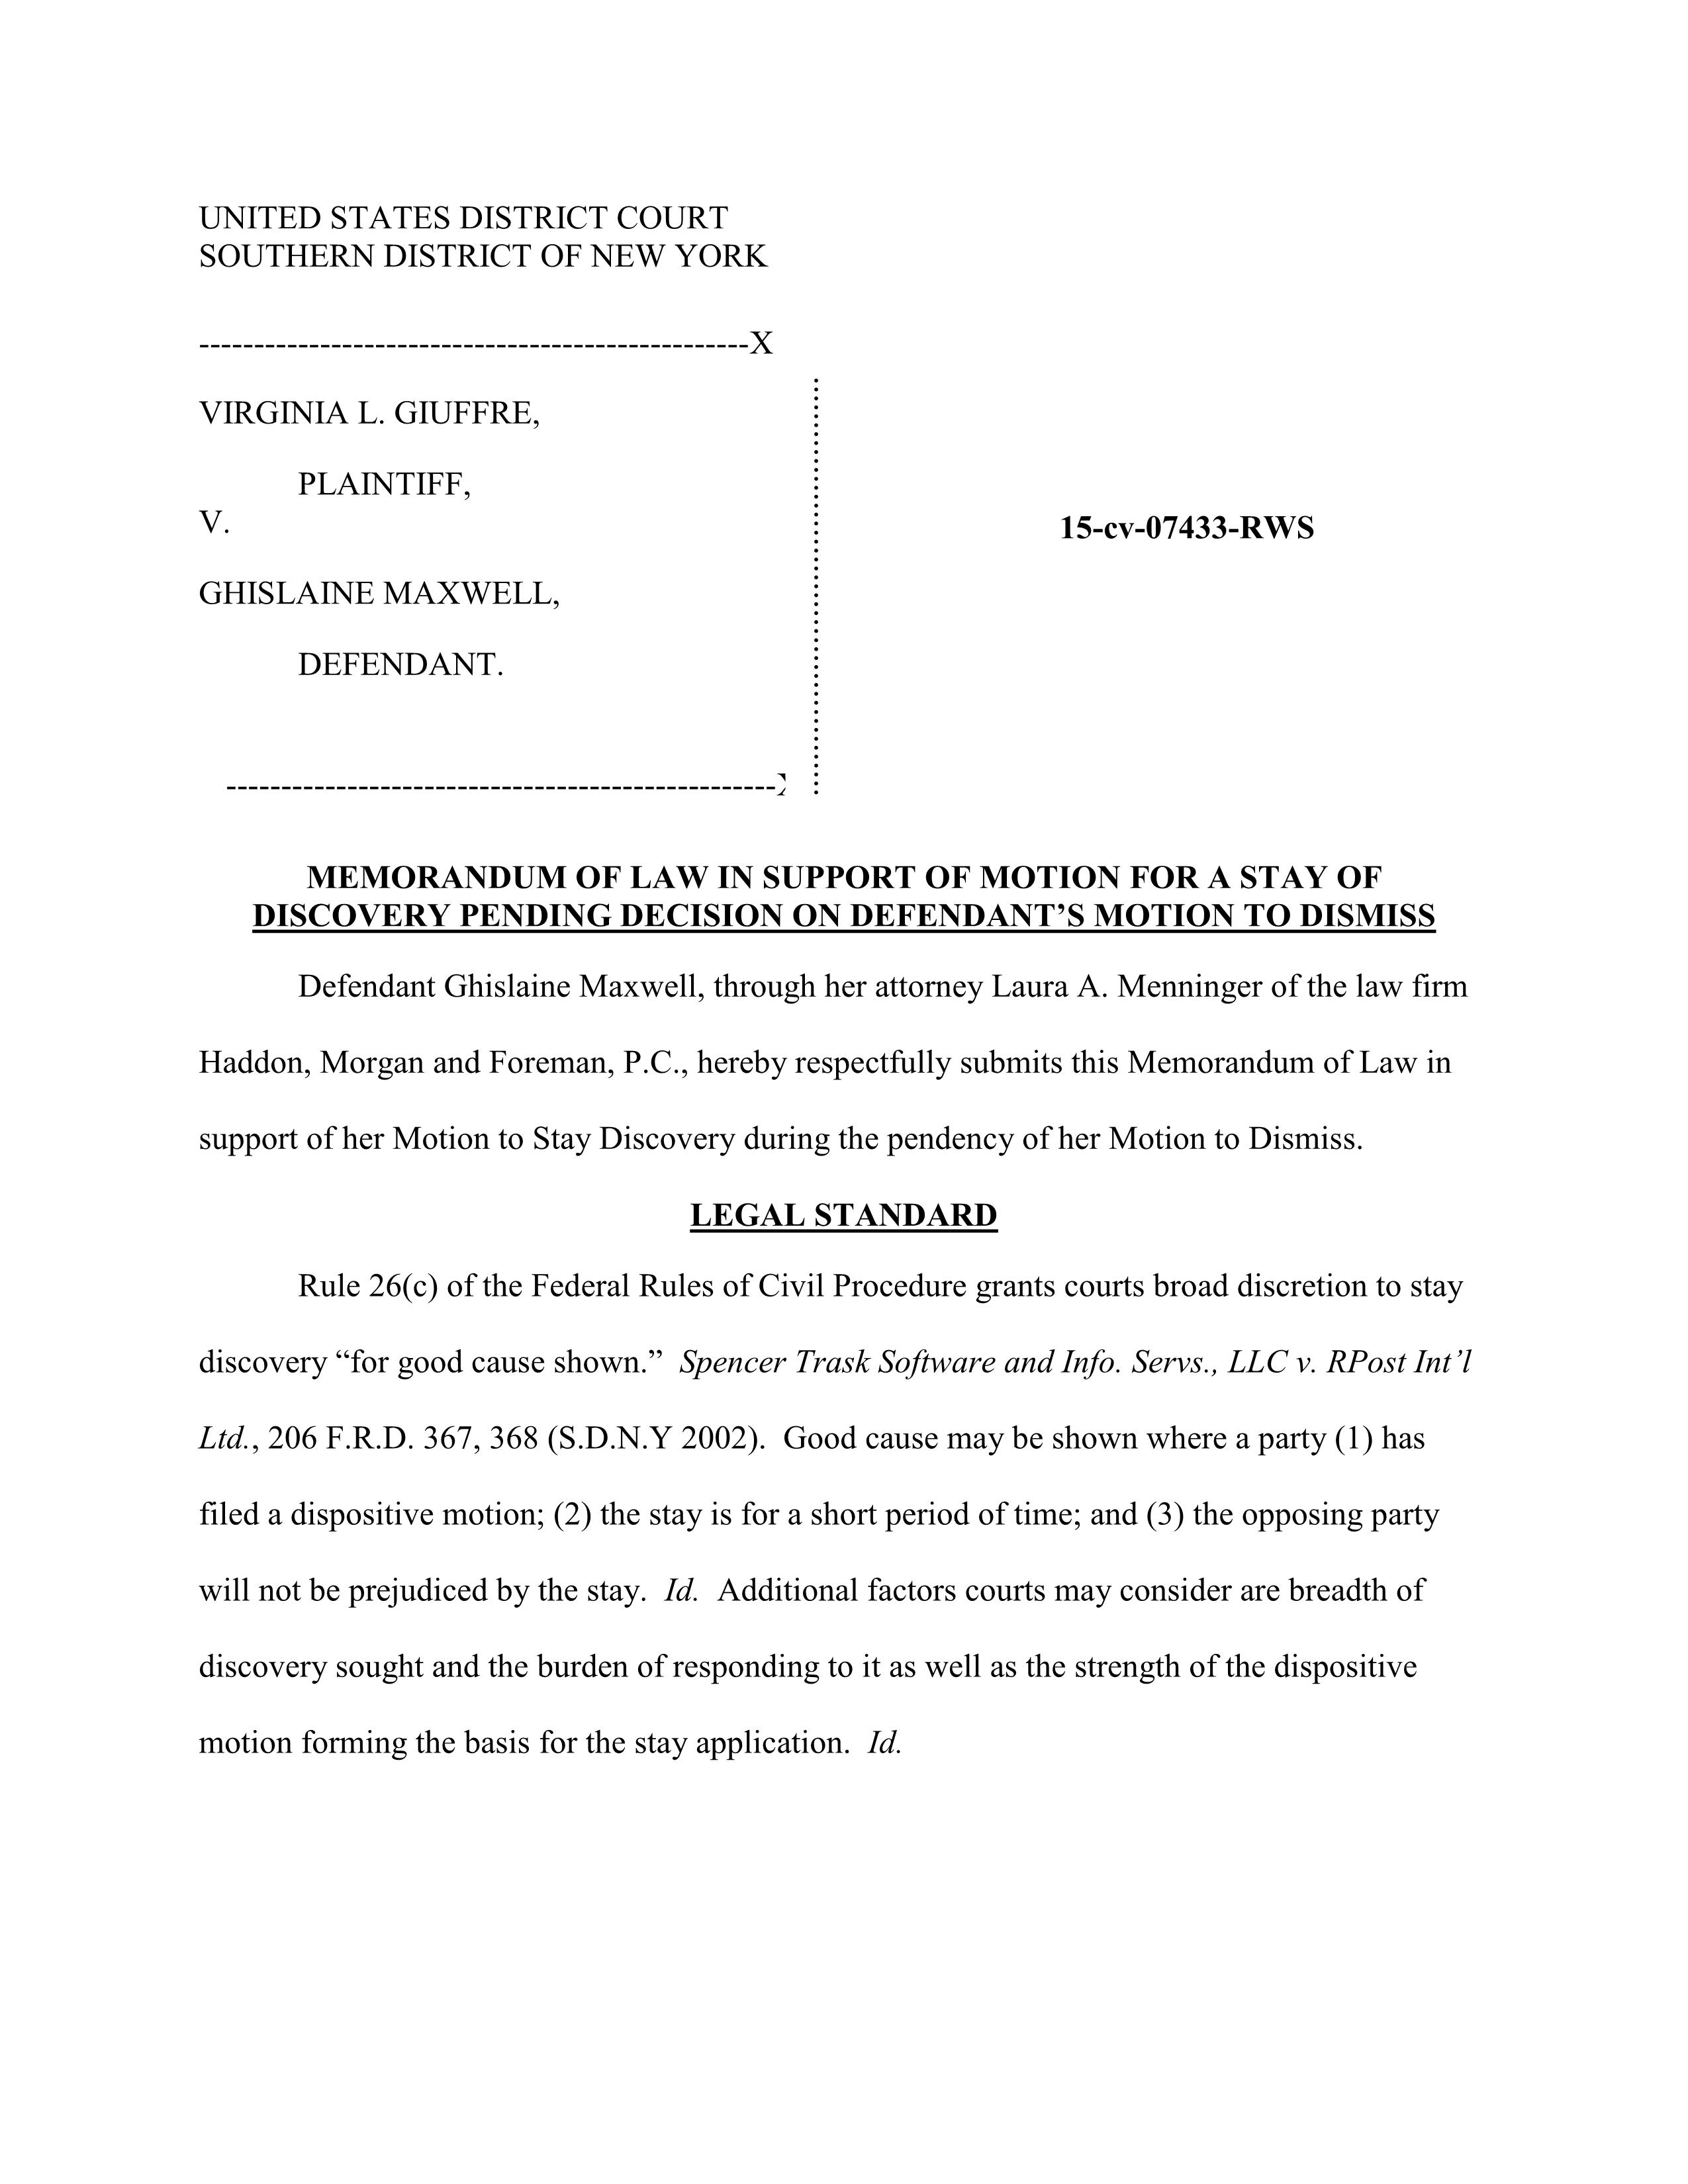 UNITED STATES DISTRICT COURT
SOUTHERN DISTRICT OF NEW YORK
--------------------------------------------------X
VIRGINIA L. GIUFFRE,
PLAINTIFF,
V.
15-cv-07433-RWS
GHISLAINE MAXWELL,
DEFENDANT.
--------------------------------------------------X
MEMORANDUM OF LAW IN SUPPORT OF MOTION FOR A STAY OF
DISCOVERY PENDING DECISION ON DEFENDANT’S MOTION TO DISMISS
Defendant Ghislaine Maxwell, through her attorney Laura A. Menninger of the law firm
Haddon, Morgan and Foreman, P.C., hereby respectfully submits this Memorandum of Law in
support of her Motion to Stay Discovery during the pendency of her Motion to Dismiss.
LEGAL STANDARD
Rule 26(c) of the Federal Rules of Civil Procedure grants courts broad discretion to stay
discovery “for good cause shown.” Spencer Trask Software and Info. Servs., LLC v. RPost Int’l
Ltd., 206 F.R.D. 367, 368 (S.D.N.Y 2002). Good cause may be shown where a party (1) has
filed a dispositive motion; (2) the stay is for a short period of time; and (3) the opposing party
will not be prejudiced by the stay. Id. Additional factors courts may consider are breadth of
discovery sought and the burden of responding to it as well as the strength of the dispositive
motion forming the basis for the stay application. Id.